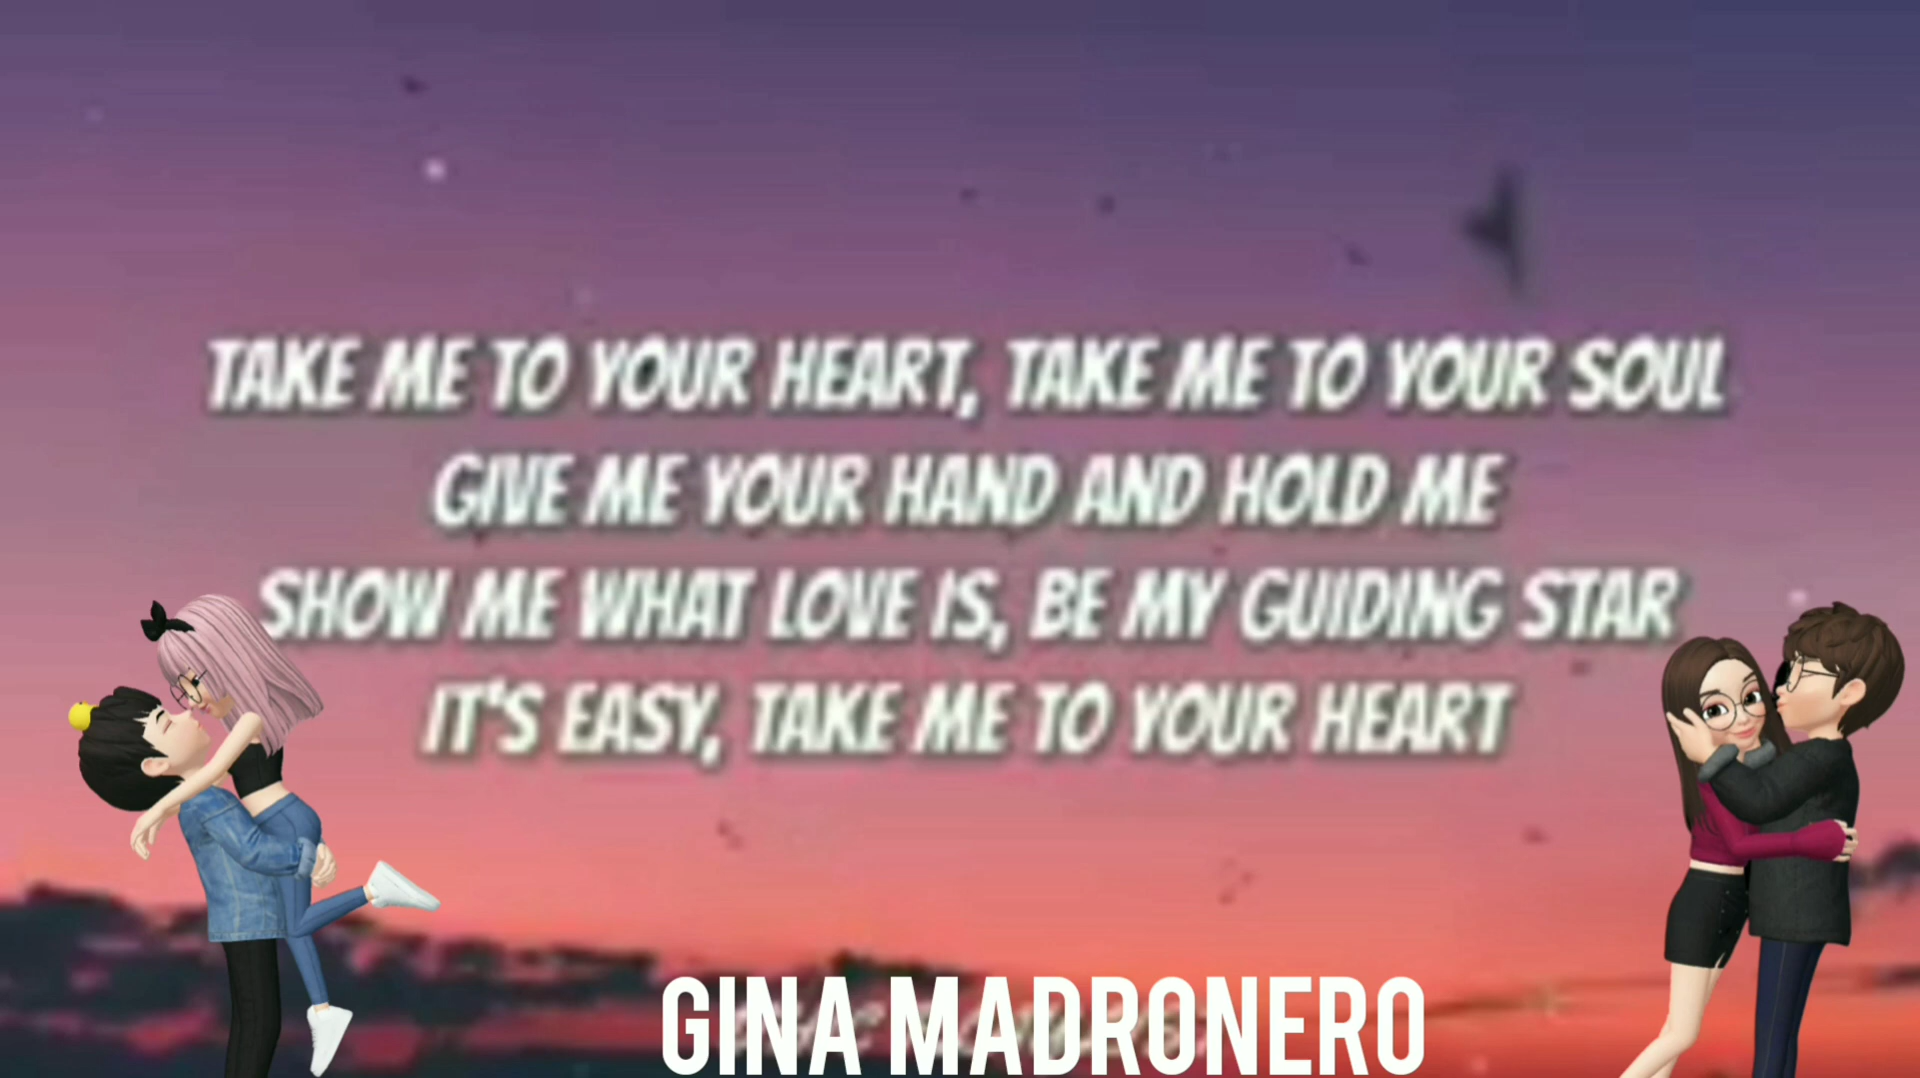 TAKE ME TO YOUR HEART, TAKE ME TO YOUR SOUL
GIVE ME YOUR HAND AND HOLD ME
SHOW ME WHAT LOVE IS, BE MY GUIDING STAR
IT'S EASY, TAKE ME TO YOUR HEART
GINA MADRONERO